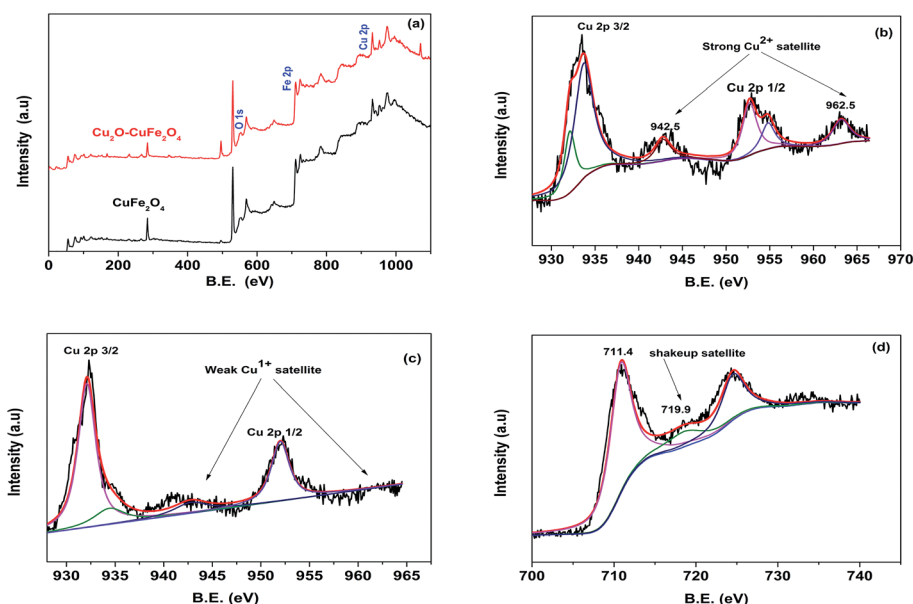 (a)
Cu 2p
Fe 2p
O 1s
Cu₂O-CuFe₂O₄
CuFe₂O₄
Intensity (a.u)
0 200 400 600 800 1000
B.E. (eV)
(b)
Cu 2p 3/2
Strong Cu²⁺ satellite
Cu 2p 1/2
942.5
962.5
Intensity (a.u)
930 935 940 945 950 955 960 965 970
B.E. (eV)
(c)
Cu 2p 3/2
Weak Cu¹⁺ satellite
Cu 2p 1/2
Intensity (a.u)
930 935 940 945 950 955 960 965
B.E. (eV)
(d)
711.4
shakeup satellite
719.9
Intensity (a.u)
700 710 720 730 740
B.E. (eV)